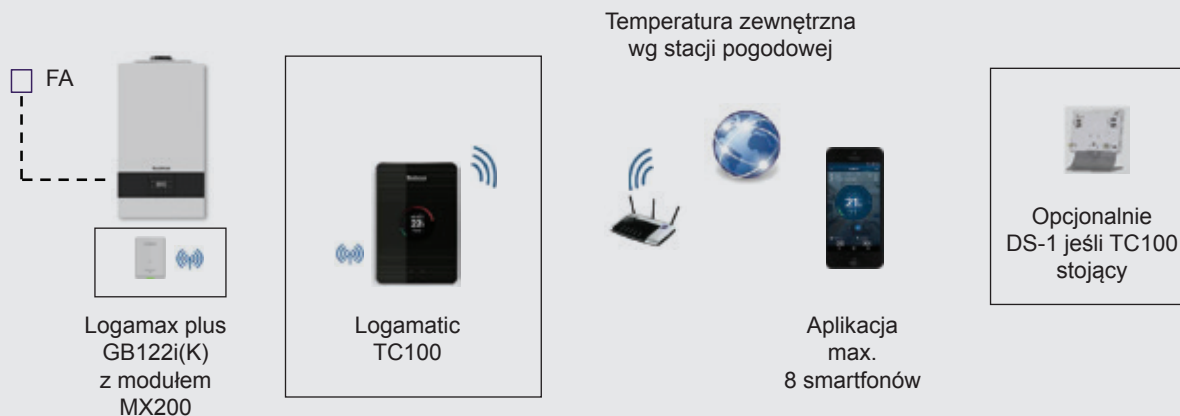 Temperatura zewnętrzna
wg stacji pogodowej
FA
Opcjonalnie
DS-1 jeśli TC100
stojący
Logamax plus
GB122i(K)
z modułem
MX200
Logamatic
TC100
Aplikacja
max.
8 smartfonów